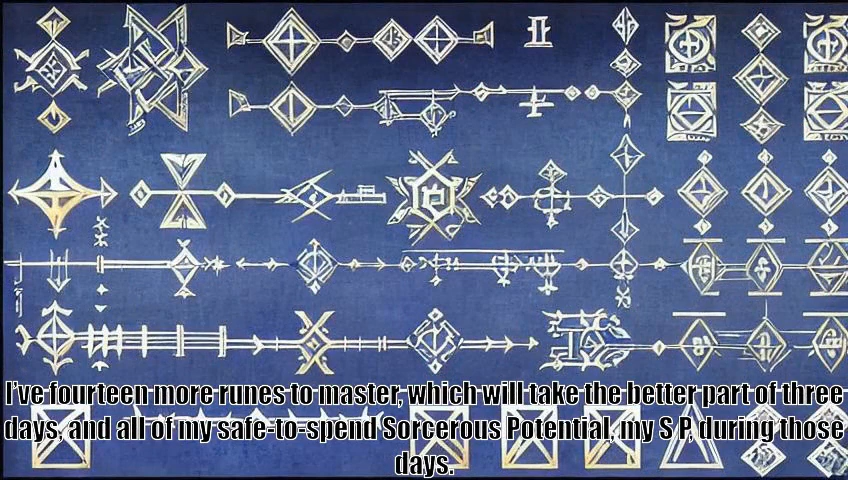 I've fourteen more runes to master, which will take the better part of three
days, and all of my safe-to-spend Sorcerous Potential, my S P, during those
days.